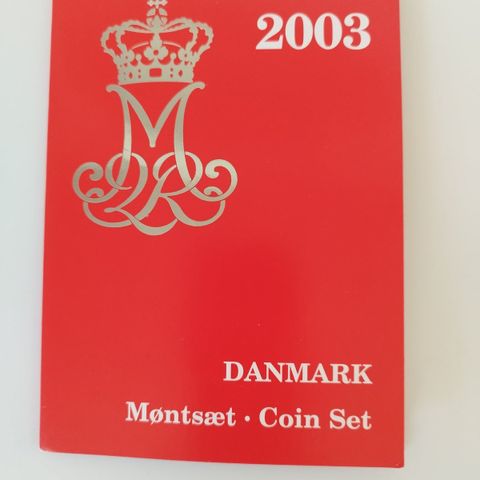 2003
DANMARK
Møntsæt · Coin Set